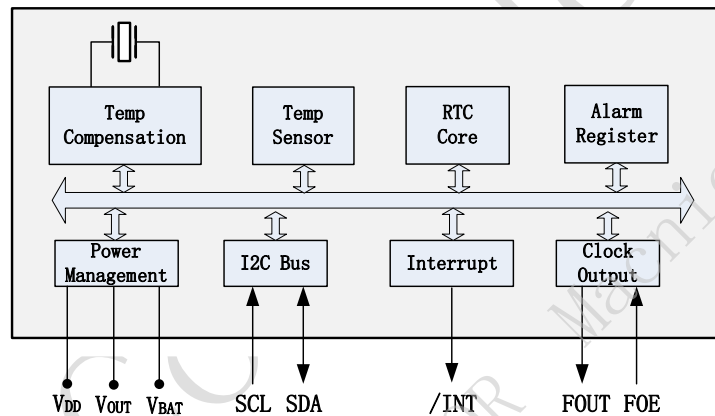 Temp
Compensation
Temp
Sensor
RTC
Core
Alarm
Register
Power
Management
I2C Bus
Interrupt
Clock
Output
VDD VOUT VBAT SCL SDA /INT FOUT FOE